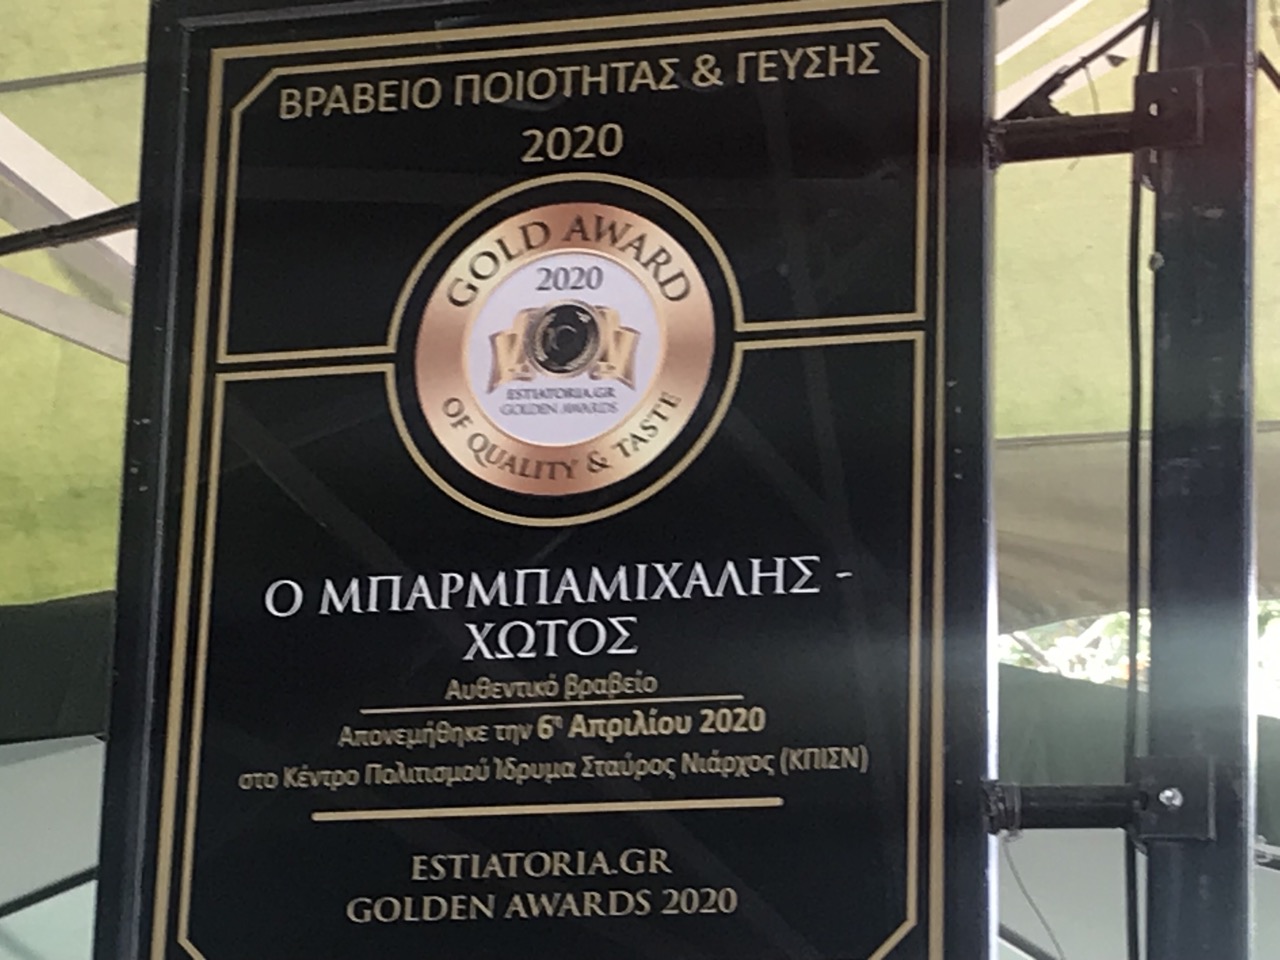 ΒΡΑΒΕΙΟ ΠΟΙΟΤΗΤΑΣ & ΓΕΥΣΗΣ
2020
GOLD AWARD
2020
ESTIATORIA.GR
GOLDEN AWARDS
OF QUALITY & TASTE
Ο ΜΠΑΡΜΠΑΜΙΧΑΛΗΣ -
ΧΩΤΟΣ
Αυθεντικό βραβείο
Απονεμήθηκε την 6η Απριλίου 2020
στο Κέντρο Πολιτισμού Ίδρυμα Σταύρος Νιάρχος (ΚΠΙΣΝ)
ESTIATORIA.GR
GOLDEN AWARDS 2020